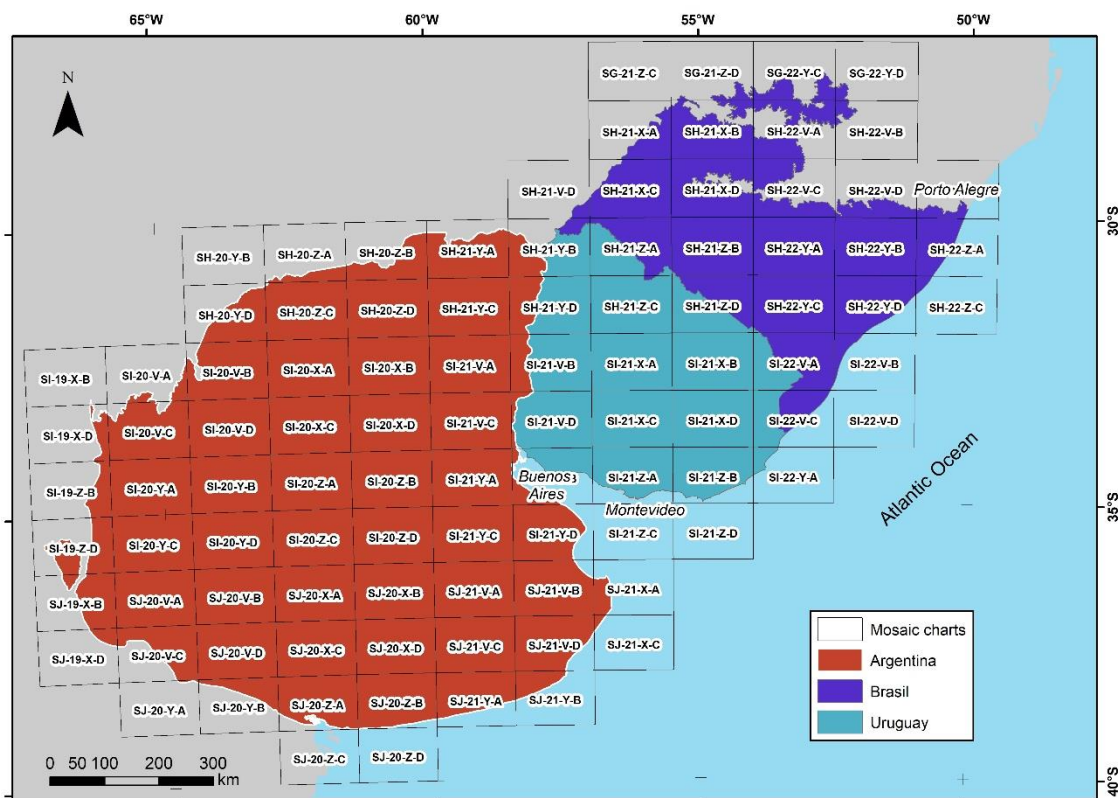 65°W 60°W 55°W 50°W
N
SG-21-Z-C SG-21-Z-D SG-22-Y-C SG-22-Y-D
SH-21-X-A SH-21-X-B SH-22-V-A SH-22-V-B
SH-21-V-D SH-21-X-C SH-21-X-D SH-22-V-C SH-22-V-D Porto Alegre
30°S
SH-20-Y-B SH-20-Z-A SH-20-Z-B SH-21-Y-A SH-21-Y-B SH-21-Z-A SH-21-Z-B SH-22-Y-A SH-22-Y-B SH-22-Z-A
SH-20-Y-D SH-20-Z-C SH-20-Z-D SH-21-Y-C SH-21-Y-D SH-21-Z-C SH-21-Z-D SH-22-Y-C SH-22-Y-D SH-22-Z-C
SI-19-X-B SI-20-V-A SI-20-V-B SI-20-X-A SI-20-X-B SI-21-V-A SI-21-V-B SI-21-X-A SI-21-X-B SI-22-V-A SI-22-V-B
SI-19-X-D SI-20-V-C SI-20-V-D SI-20-X-C SI-20-X-D SI-21-V-C SI-21-V-D SI-21-X-C SI-21-X-D SI-22-V-C SI-22-V-D
SI-19-Z-B SI-20-Y-A SI-20-Y-B SI-20-Z-A SI-20-Z-B SI-21-Y-A Buenos Aires SI-21-Z-A SI-21-Z-B SI-22-Y-A
Montevideo
Atlantic Ocean
35°S
SI-19-Z-D SI-20-Y-C SI-20-Y-D SI-20-Z-C SI-20-Z-D SI-21-Y-C SI-21-Y-D SI-21-Z-C SI-21-Z-D
SJ-19-X-B SJ-20-V-A SJ-20-V-B SJ-20-X-A SJ-20-X-B SJ-21-V-A SJ-21-V-B SJ-21-X-A
SJ-19-X-D SJ-20-V-C SJ-20-V-D SJ-20-X-C SJ-20-X-D SJ-21-V-C SJ-21-V-D SJ-21-X-C
SJ-20-Y-A SJ-20-Y-B SJ-20-Z-A SJ-20-Z-B SJ-21-Y-A SJ-21-Y-B
SJ-20-Z-C SJ-20-Z-D
Mosaic charts
Argentina
Brasil
Uruguay
0 50 100 200 300
km
40°S